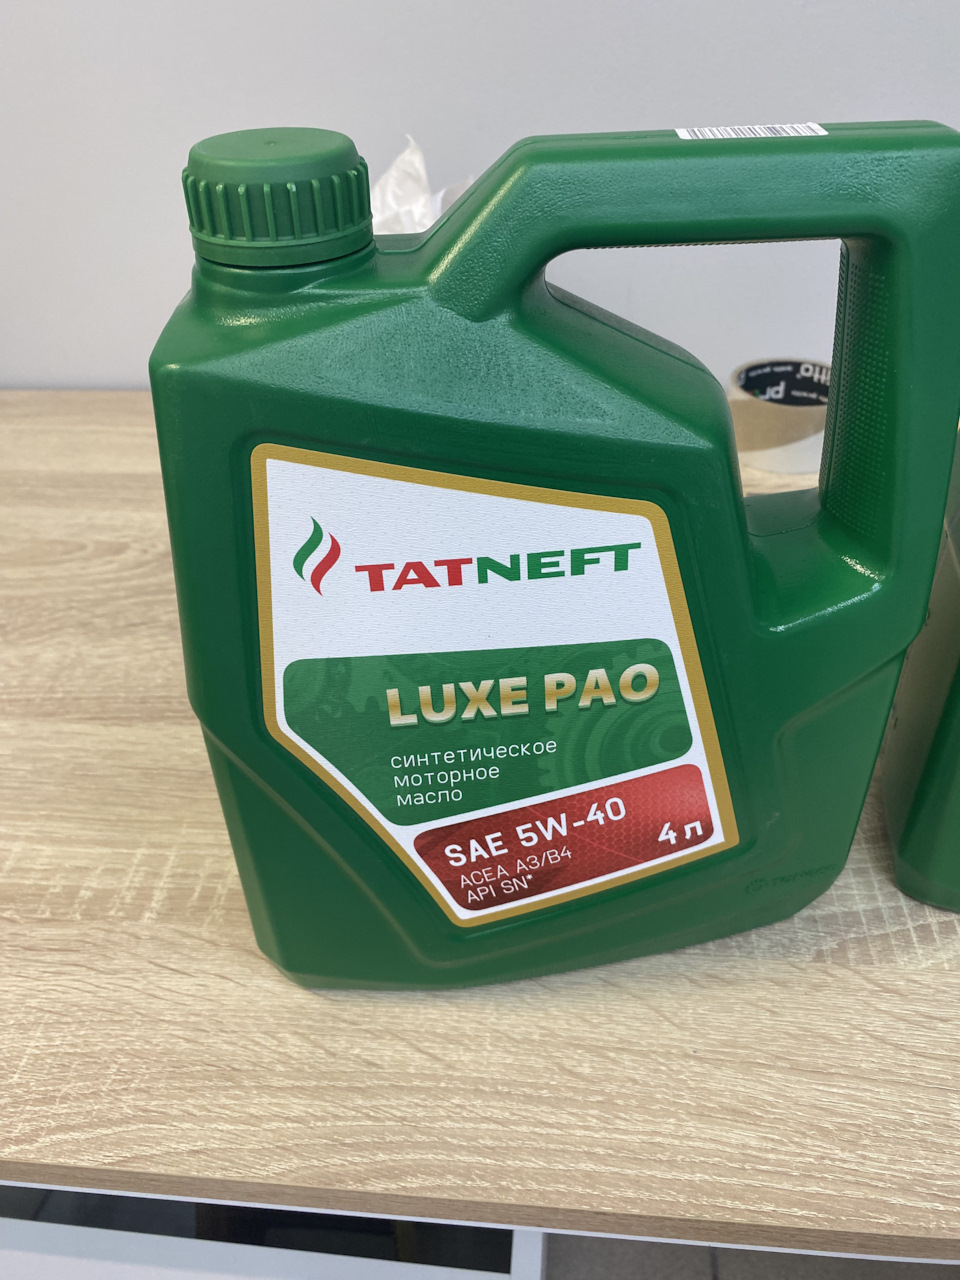 TATNEFT
LUXE PAO
синтетическое
моторное
масло
SAE 5W-40
ACEA A3/B4
API SN*
4 л